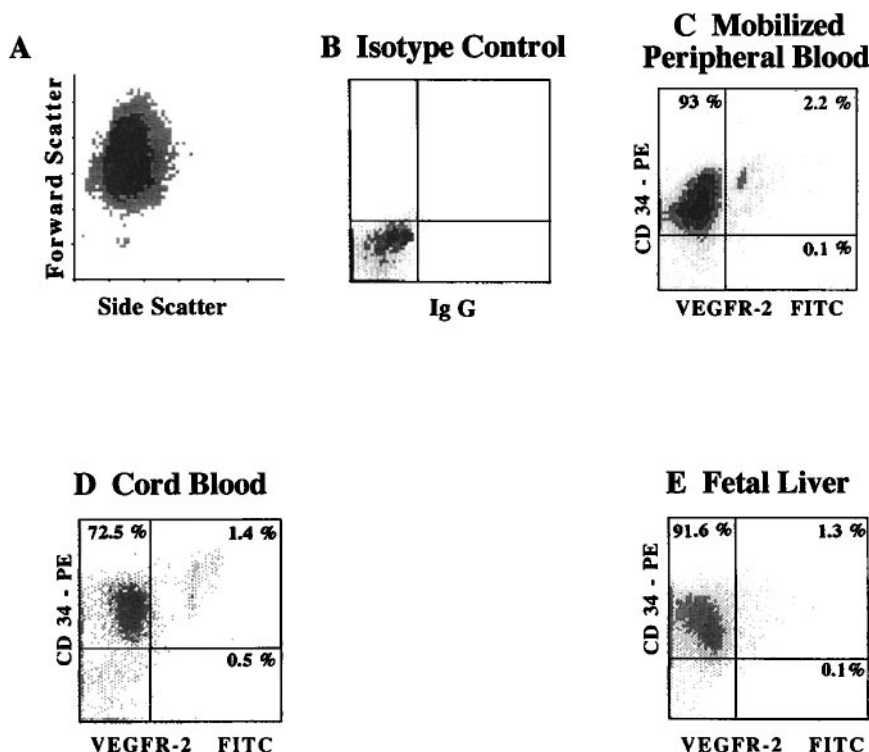 A
Forward Scatter
Side Scatter
B Isotype Control
Ig G
C Mobilized
Peripheral Blood
93 %
2.2 %
0.1 %
CD 34 - PE
VEGFR-2 FITC
D Cord Blood
72.5 %
1.4 %
0.5 %
CD 34 - PE
VEGFR-2 FITC
E Fetal Liver
91.6 %
1.3 %
0.1 %
CD 34 - PE
VEGFR-2 FITC